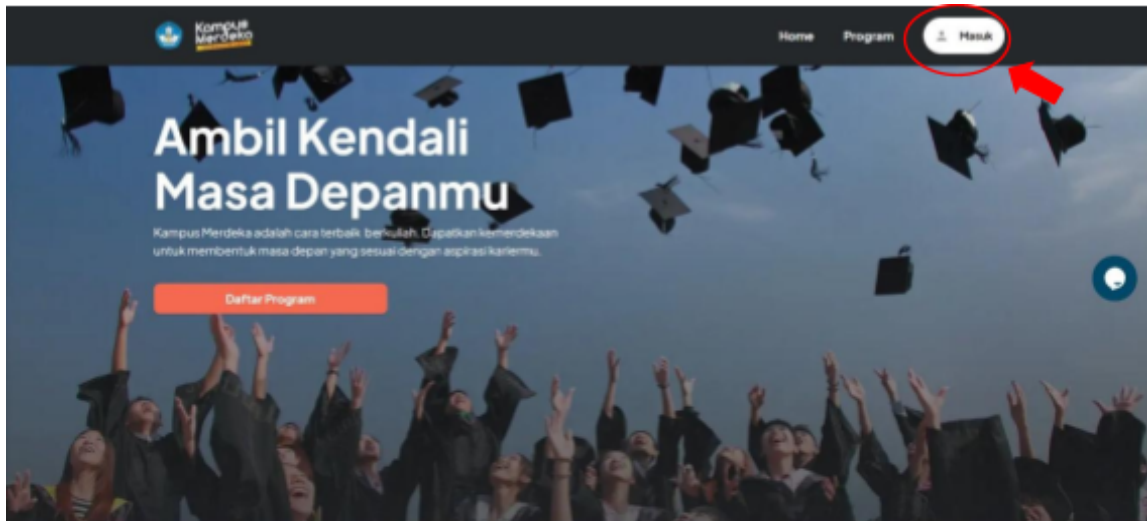 Kampus
Merdeka
Home
Program
Masuk
Ambil Kendali
Masa Depanmu
Kampus Merdeka adalah cara terbaik berkuliah. Dapatkan kemerdekaan
untuk membentuk masa depan yang sesuai dengan aspirasi kariermu.
Daftar Program